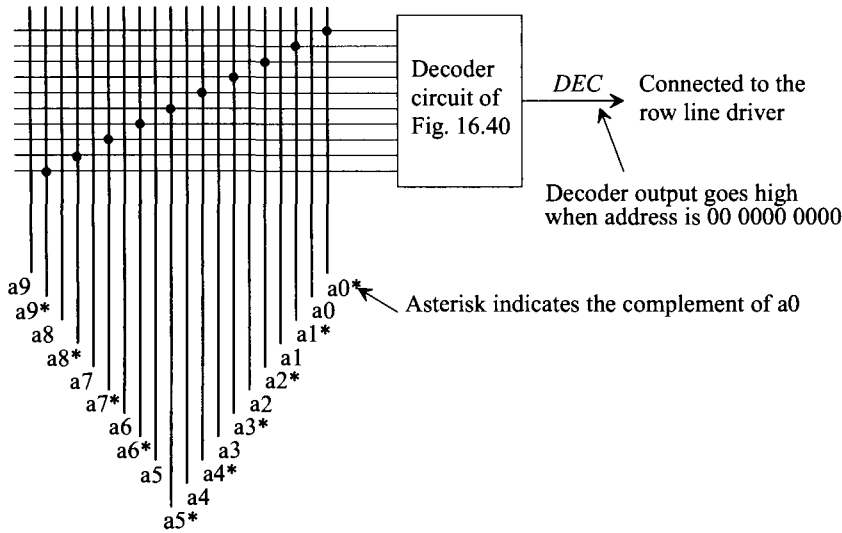 Decoder
circuit of
Fig. 16.40
DEC
Connected to the
row line driver
Decoder output goes high
when address is 00 0000 0000
Asterisk indicates the complement of a0
a9
a9*
a8
a8*
a7
a7*
a6
a6*
a5
a5*
a4
a4*
a3
a3*
a2
a2*
a1
a1*
a0
a0*